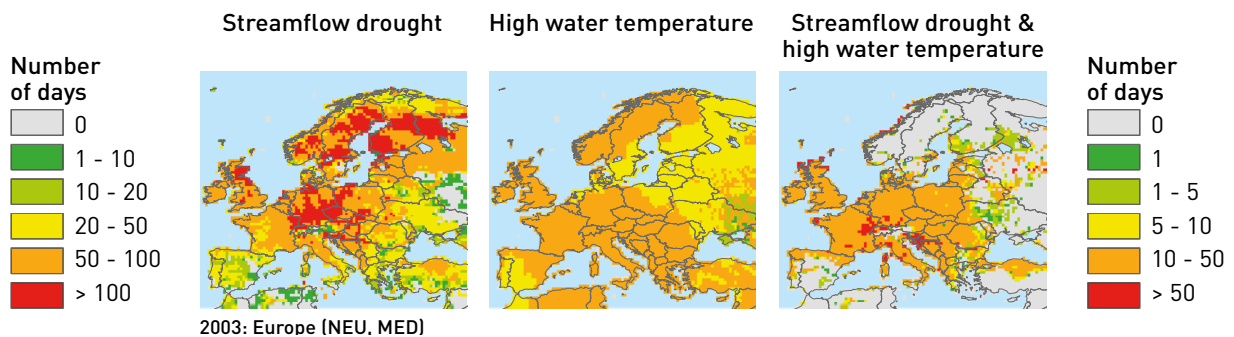 Streamflow drought
High water temperature
Streamflow drought &
high water temperature
Number
of days
0
1 - 10
10 - 20
20 - 50
50 - 100
> 100
Number
of days
0
1
1 - 5
5 - 10
10 - 50
> 50
2003: Europe (NEU, MED)